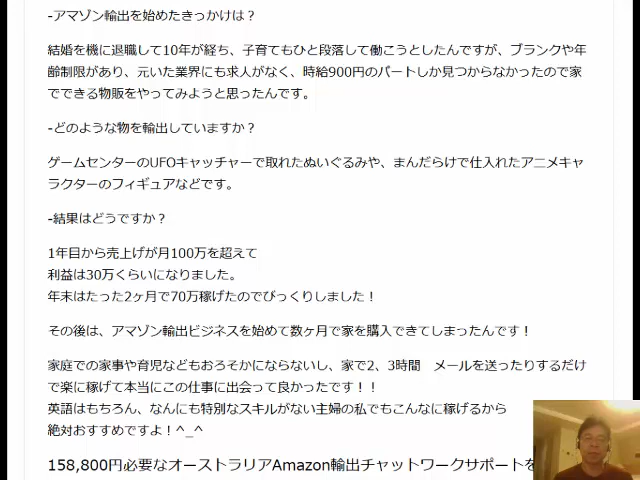 -アマゾン輸出を始めたきっかけは？
結婚を機に退職して10年が経ち、子育てもひと段落して働こうとしたんですが、ブランクや年
齢制限があり、元いた業界にも求人がなく、時給900円のパートしか見つからなかったので家
でできる物販をやってみようと思ったんです。
-どのような物を輸出していますか？
ゲームセンターのUFOキャッチャーで取れたぬいぐるみや、まんだらけで仕入れたアニメキャ
ラクターのフィギュアなどです。
-結果はどうですか？
1年目から売上げが月100万を超えて
利益は30万くらいになりました。
年末はたった2ヶ月で70万稼げたのでびっくりしました！
その後は、アマゾン輸出ビジネスを始めて数ヶ月で家を購入できてしまったんです！
家庭での家事や育児などもおろそかにならないし、家で2、3時間　メールを送ったりするだけ
で楽に稼げて本当にこの仕事に出会って良かったです！！
英語はもちろん、なんにも特別なスキルがない主婦の私でもこんなに稼げるから
絶対おすすめですよ！^_^
158,800円必要なオーストラリアAmazon輸出チャットワークサポートを